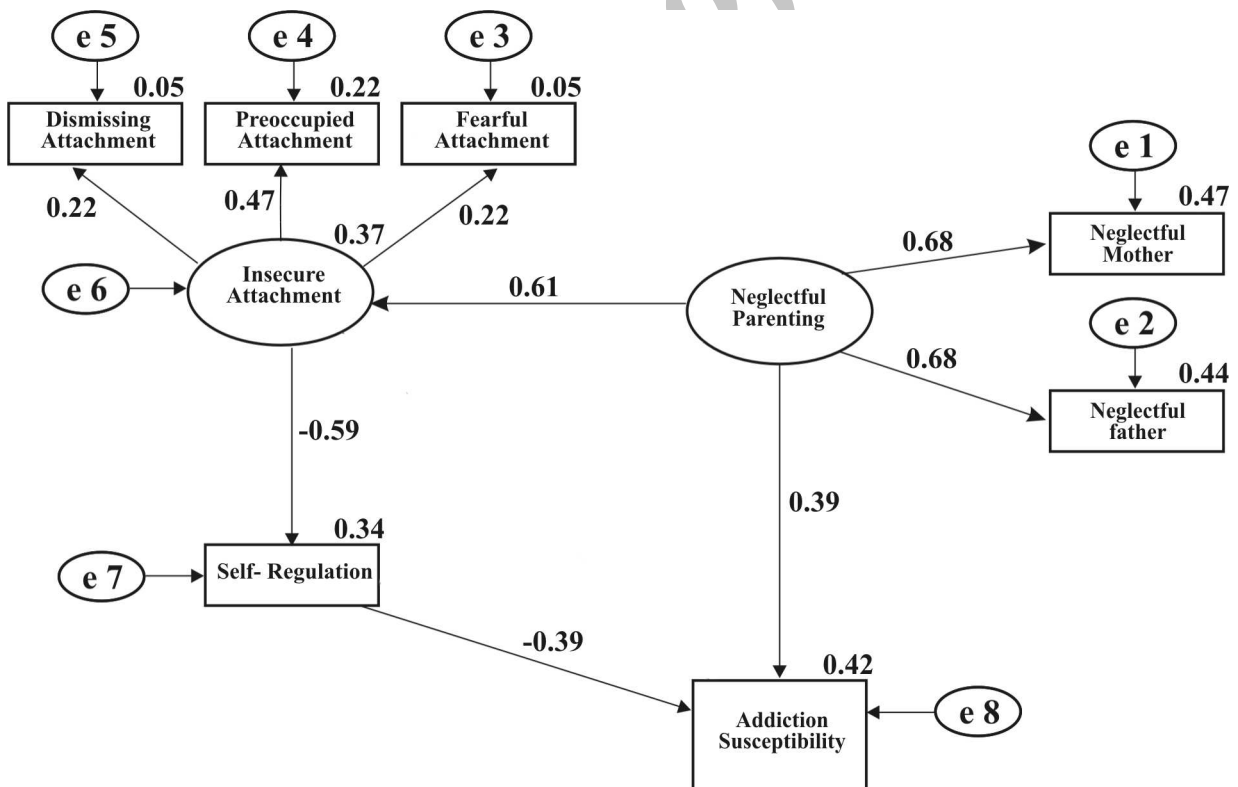 e 5
e 4
e 3
0.05
0.22
0.05
Dismissing
Attachment
Preoccupied
Attachment
Fearful
Attachment
e 1
0.47
0.22
0.47
0.22
Neglectful
Mother
0.37
0.68
Insecure
Attachment
e 6
0.61
Neglectful
Parenting
e 2
0.68
0.44
Neglectful
father
-0.59
0.39
0.34
e 7
Self- Regulation
-0.39
0.42
Addiction
Susceptibility
e 8